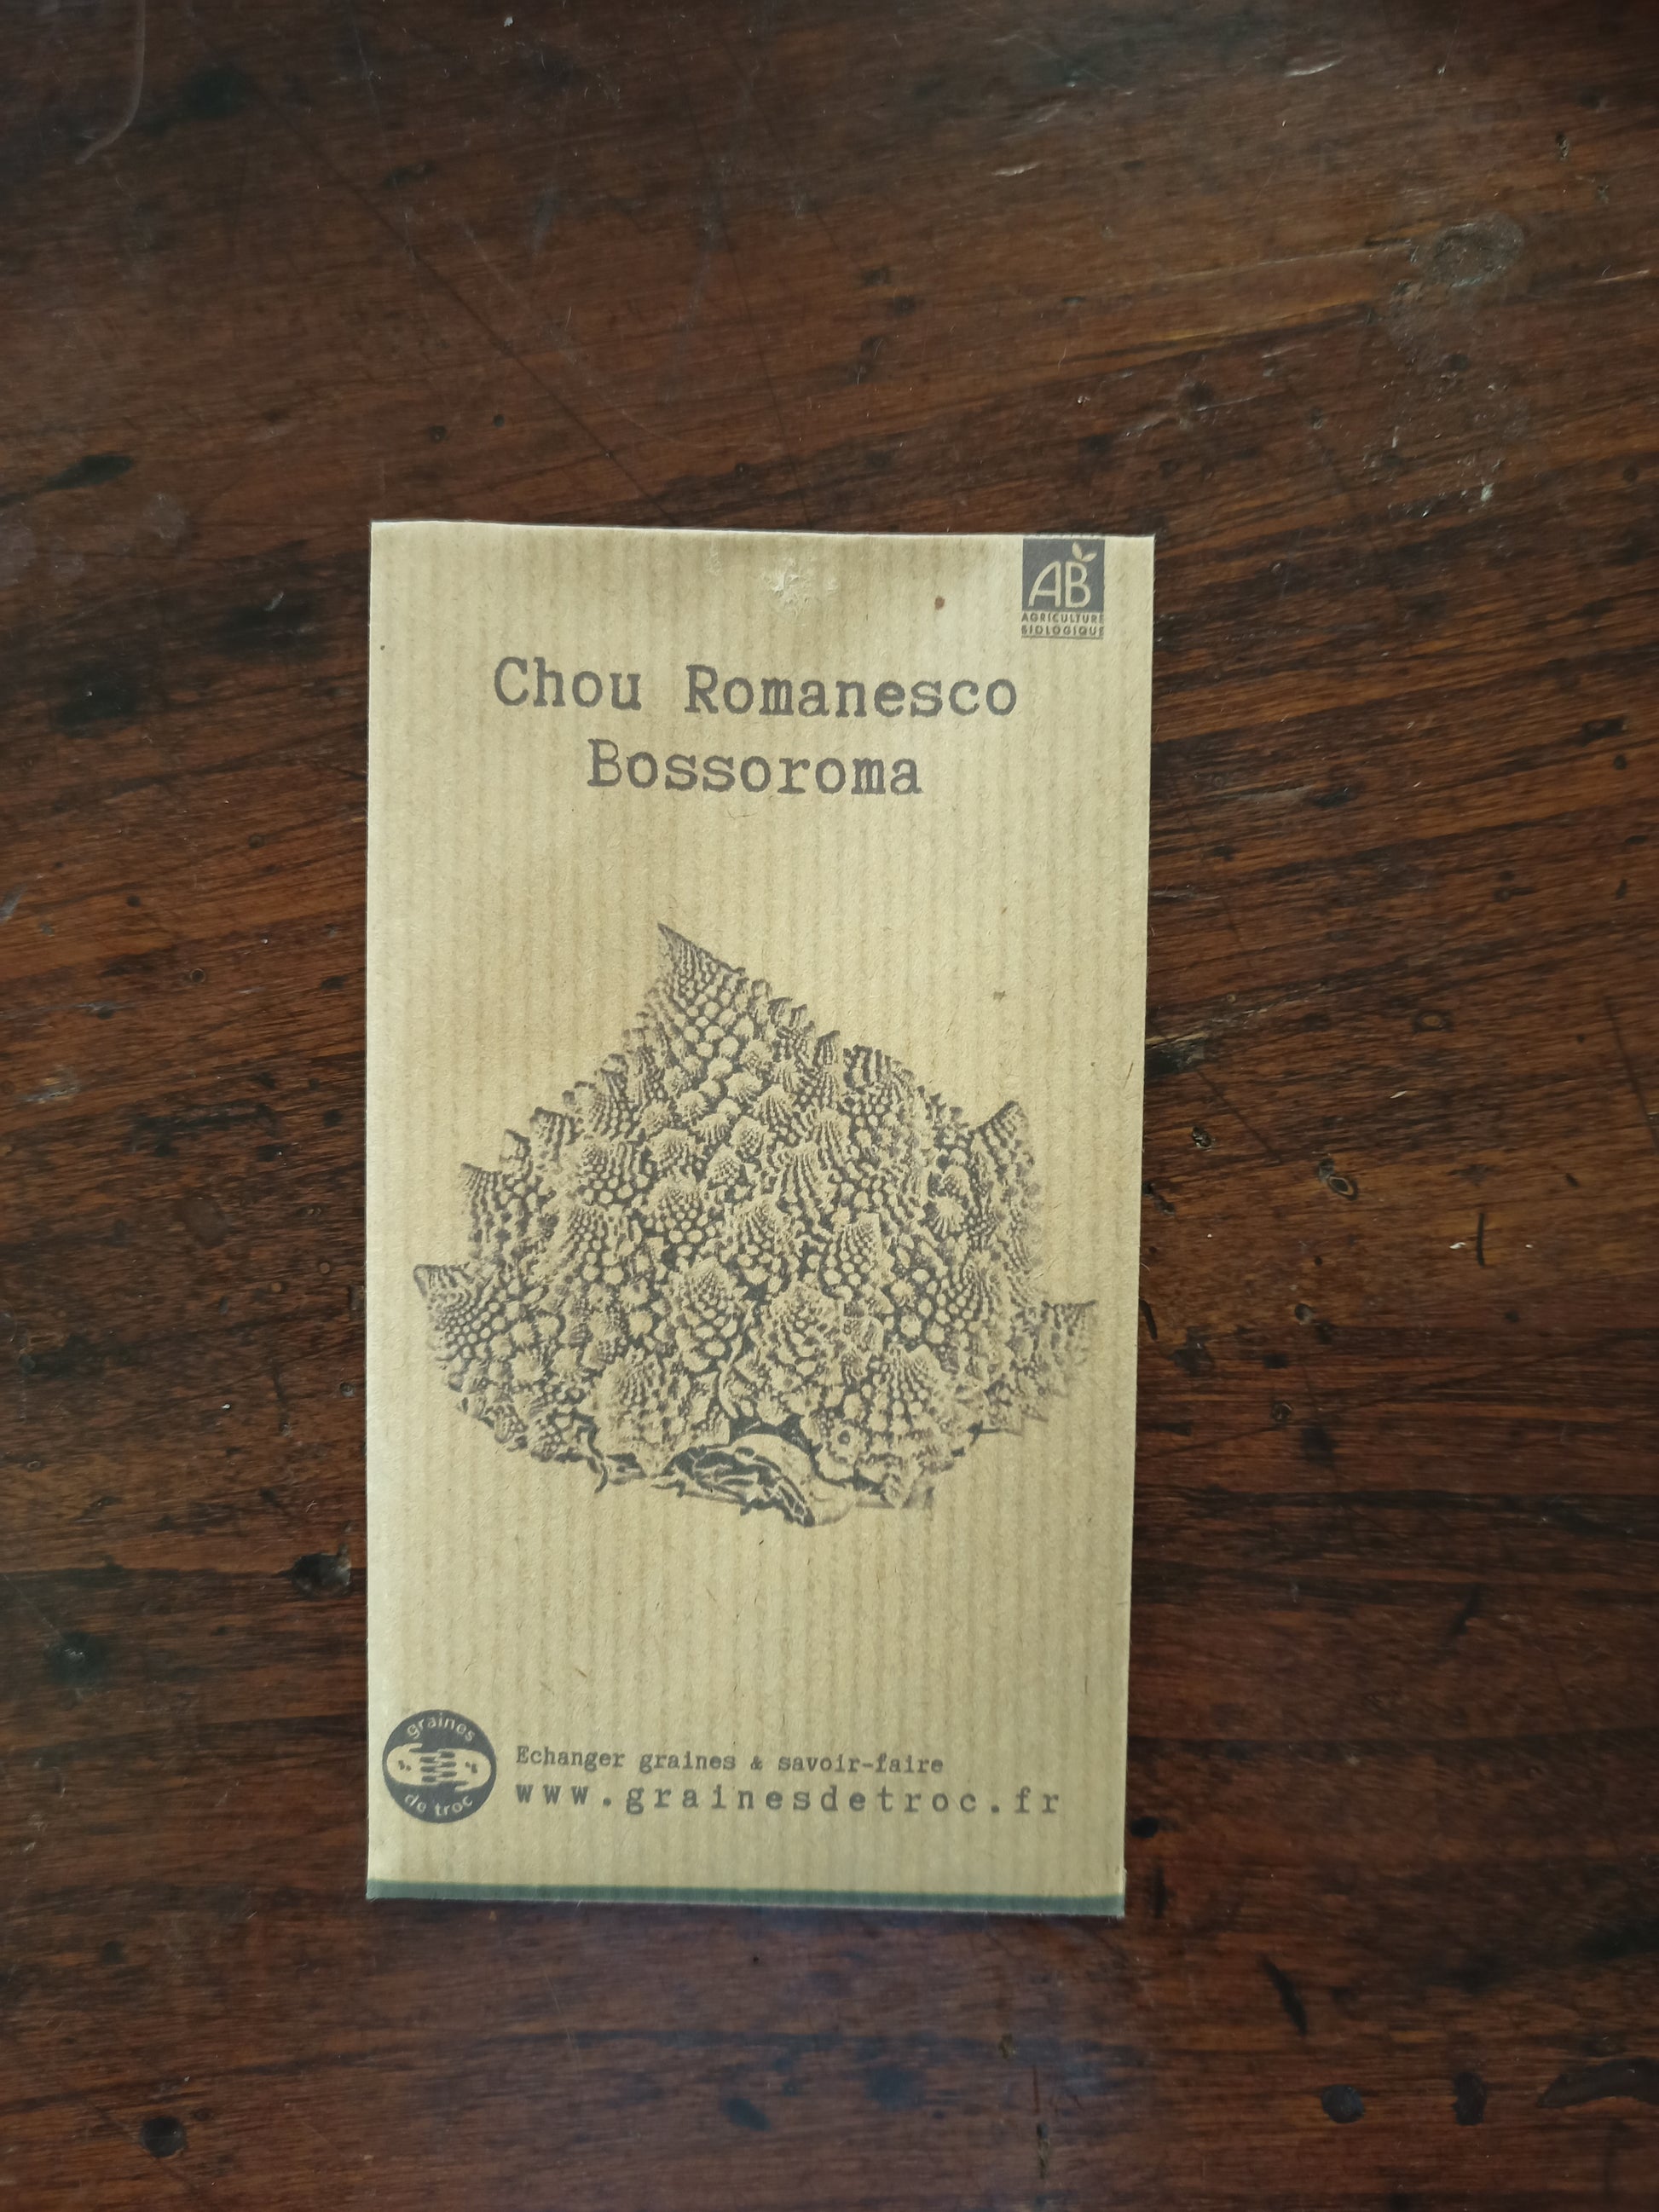 AB
AGRICULTURE
BIOLOGIQUE
Chou Romanesco
Bossoroma
graines
de troc
Echanger graines & savoir-faire
www.grainesdetroc.fr